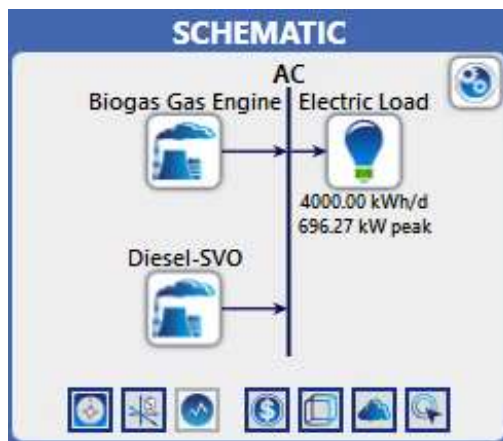 SCHEMATIC
AC
Biogas Gas Engine
Electric Load
4000.00 kWh/d
696.27 kW peak
Diesel-SVO